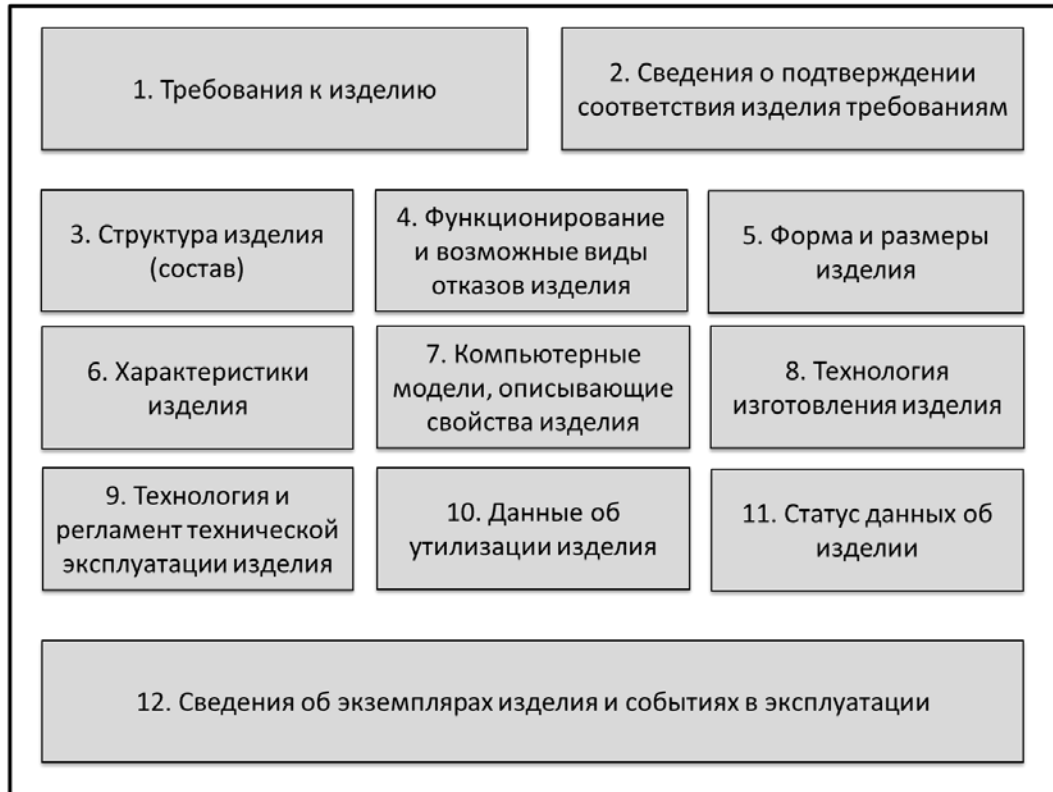 1. Требования к изделию
2. Сведения о подтверждении
соответствия изделия требованиям
3. Структура изделия
(состав)
4. Функционирование
и возможные виды
отказов изделия
5. Форма и размеры
изделия
6. Характеристики
изделия
7. Компьютерные
модели, описывающие
свойства изделия
8. Технология
изготовления изделия
9. Технология и
регламент технической
эксплуатации изделия
10. Данные об
утилизации изделия
11. Статус данных об
изделии
12. Сведения об экземплярах изделия и событиях в эксплуатации